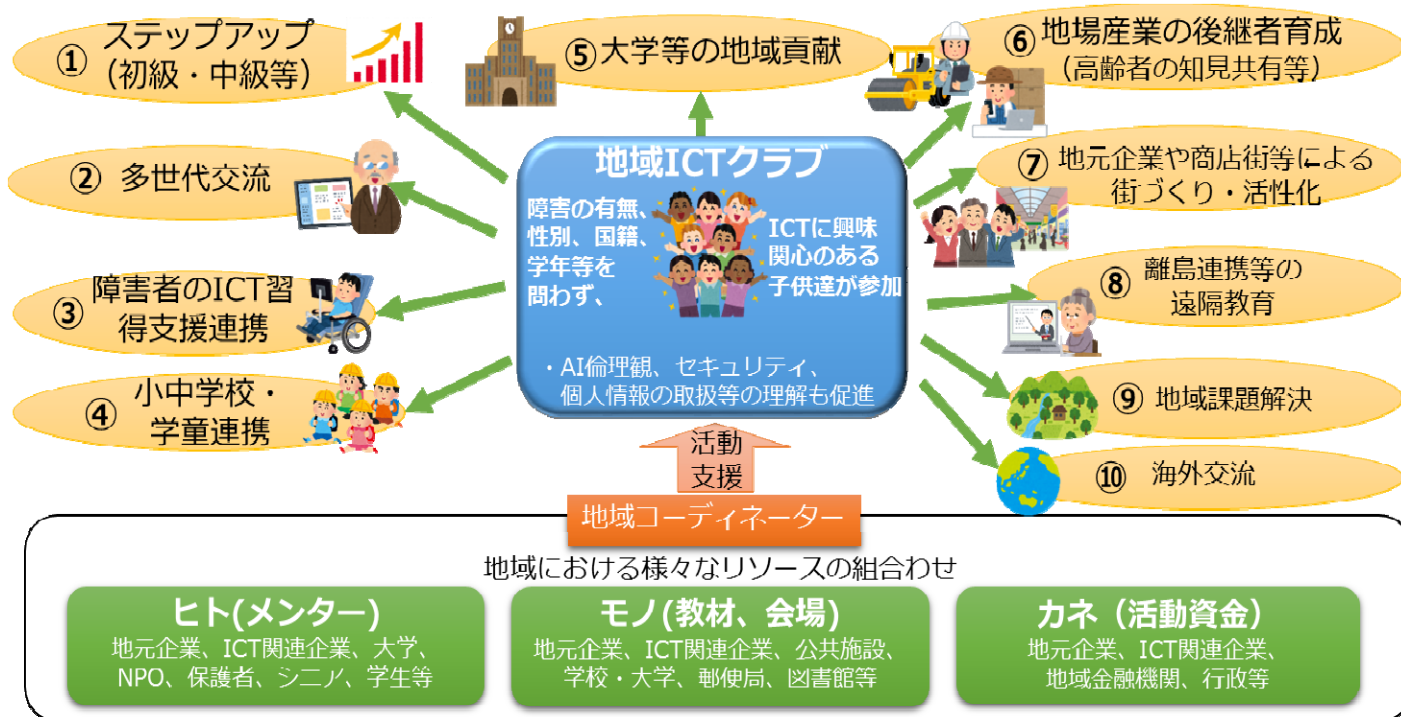 ① ステップアップ
(初級・中級等)
② 多世代交流
③ 障害者のICT習
得支援連携
④ 小中学校・
学童連携
⑤ 大学等の地域貢献
⑥ 地場産業の後継者育成
(高齢者の知見共有等)
⑦ 地元企業や商店街等による
街づくり・活性化
⑧ 離島連携等の
遠隔教育
⑨ 地域課題解決
⑩ 海外交流
地域ICTクラブ
障害の有無、
性別、国籍、
学年等を
問わず、
ICTに興味
関心のある
子供達が参加
・AI倫理観、セキュリティ、
個人情報の取扱等の理解も促進
活動
支援
地域コーディネーター
地域における様々なリソースの組合わせ
ヒト(メンター)
地元企業、ICT関連企業、大学、
NPO、保護者、シニア、学生等
モノ(教材、会場)
地元企業、ICT関連企業、公共施設、
学校・大学、郵便局、図書館等
カネ(活動資金)
地元企業、ICT関連企業、
地域金融機関、行政等